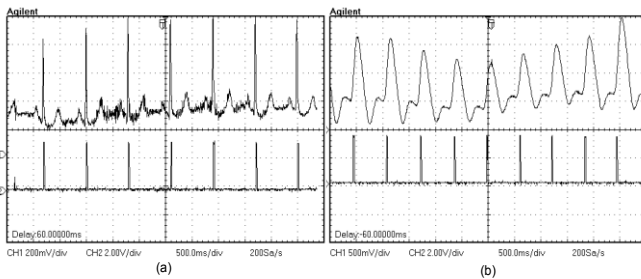 Agilent
Delay:60.00000ms
CH1 200mV/div CH2 2.00V/div 500.0ms/div 200Sa/s
(a)
Agilent
Delay:-60.00000ms
CH1 500mV/div CH2 2.00V/div 500.0ms/div 200Sa/s
(b)